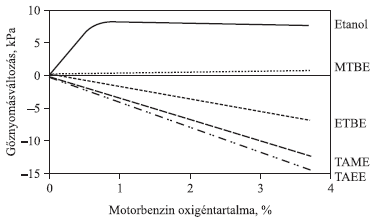 Gőznyomásváltozás, kPa
10
5
0
−5
−10
−15
0
1
2
3
4
Motorbenzin oxigéntartalma, %
Etanol
MTBE
ETBE
TAME
TAEE